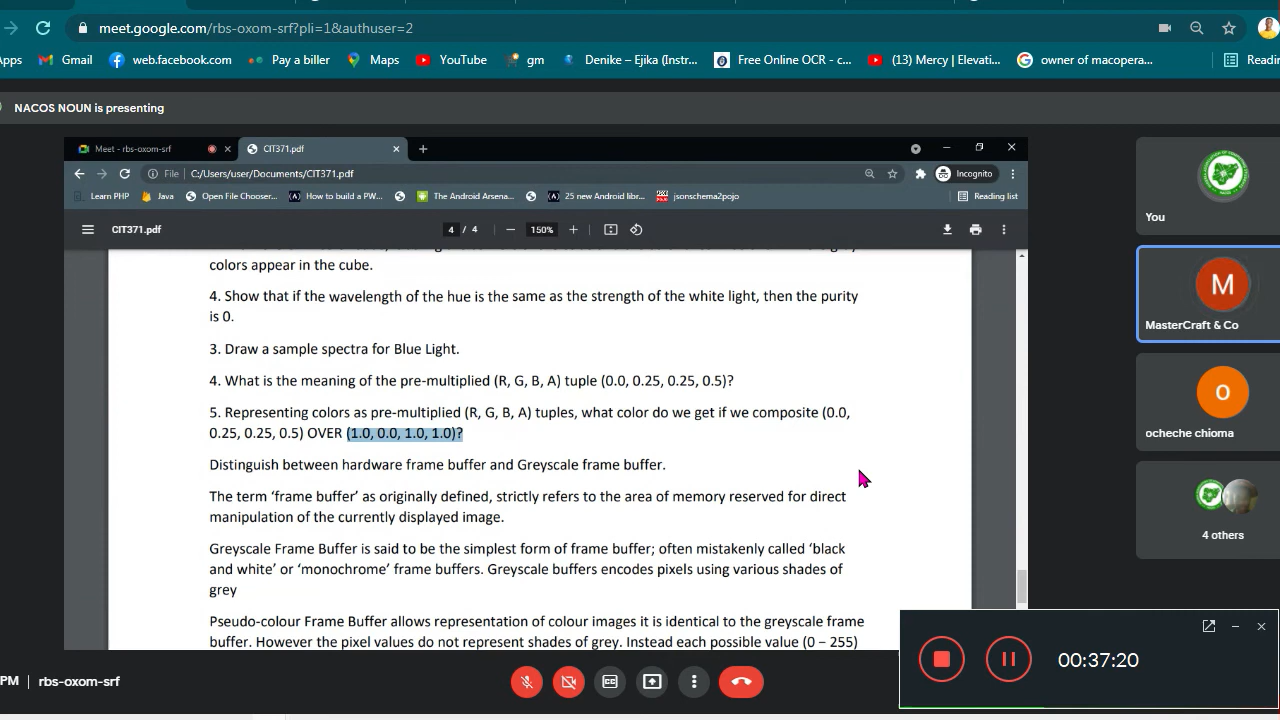 meet.google.com/rbs-oxom-srf?pli=1&authuser=2
Apps
Gmail
web.facebook.com
Pay a biller
Maps
YouTube
gm
Denike – Ejika (Instr...
Free Online OCR - c...
(13) Mercy | Elevati...
owner of macopera...
Readin
NACOS NOUN is presenting
Meet - rbs-oxom-srf
CIT371.pdf
File
C:/Users/user/Documents/CIT371.pdf
Incognito
Learn PHP
Java
Open File Chooser...
How to build a PW...
The Android Arsena...
25 new Android libr...
jsonschema2pojo
Reading list
CIT371.pdf
4 / 4
150%
colors appear in the cube.
4. Show that if the wavelength of the hue is the same as the strength of the white light, then the purity
is 0.
3. Draw a sample spectra for Blue Light.
4. What is the meaning of the pre-multiplied (R, G, B, A) tuple (0.0, 0.25, 0.25, 0.5)?
5. Representing colors as pre-multiplied (R, G, B, A) tuples, what color do we get if we composite (0.0,
0.25, 0.25, 0.5) OVER (1.0, 0.0, 1.0, 1.0)?
Distinguish between hardware frame buffer and Greyscale frame buffer.
The term ‘frame buffer’ as originally defined, strictly refers to the area of memory reserved for direct
manipulation of the currently displayed image.
Greyscale Frame Buffer is said to be the simplest form of frame buffer; often mistakenly called ‘black
and white’ or ‘monochrome’ frame buffers. Greyscale buffers encodes pixels using various shades of
grey
Pseudo-colour Frame Buffer allows representation of colour images it is identical to the greyscale frame
buffer. However the pixel values do not represent shades of grey. Instead each possible value (0 – 255)
You
M
MasterCraft & Co
o
ocheche chioma
4 others
00:37:20
PM
rbs-oxom-srf